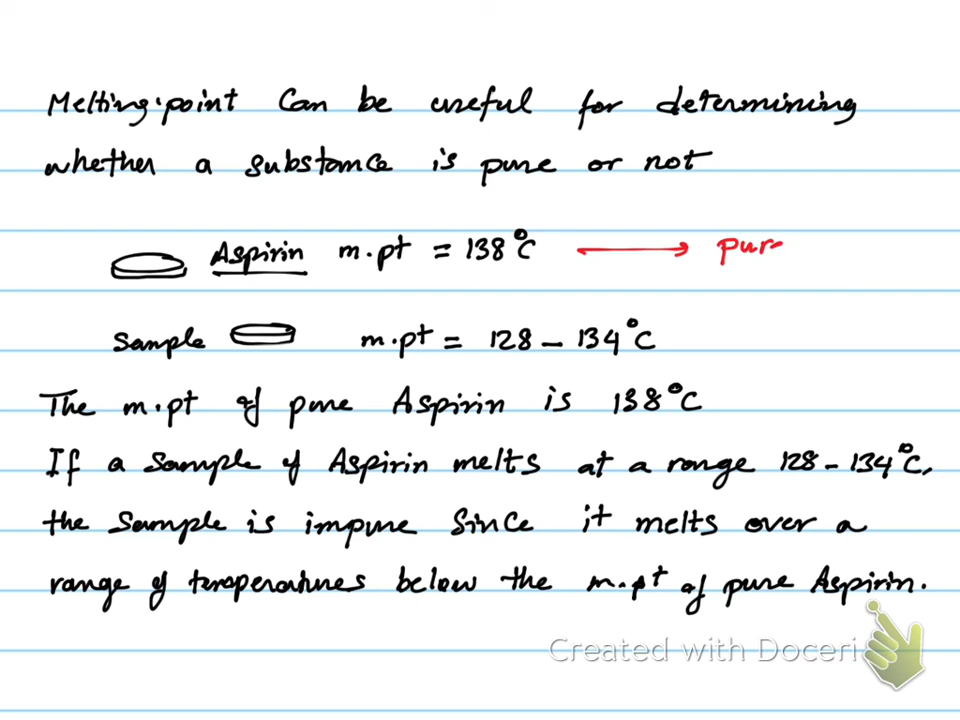 Melting.point can be useful for determining
whether a substance is pure or not
Aspirin m.pt = 138°C ⟶ pur
Sample m.pt = 128 – 134°C
The m.pt of pure Aspirin is 138°C
If a sample of Aspirin melts at a range 128 – 134°C,
the sample is impure since it melts over a
range of temperatures below the m.pt of pure Aspirin.
Created with Doceri